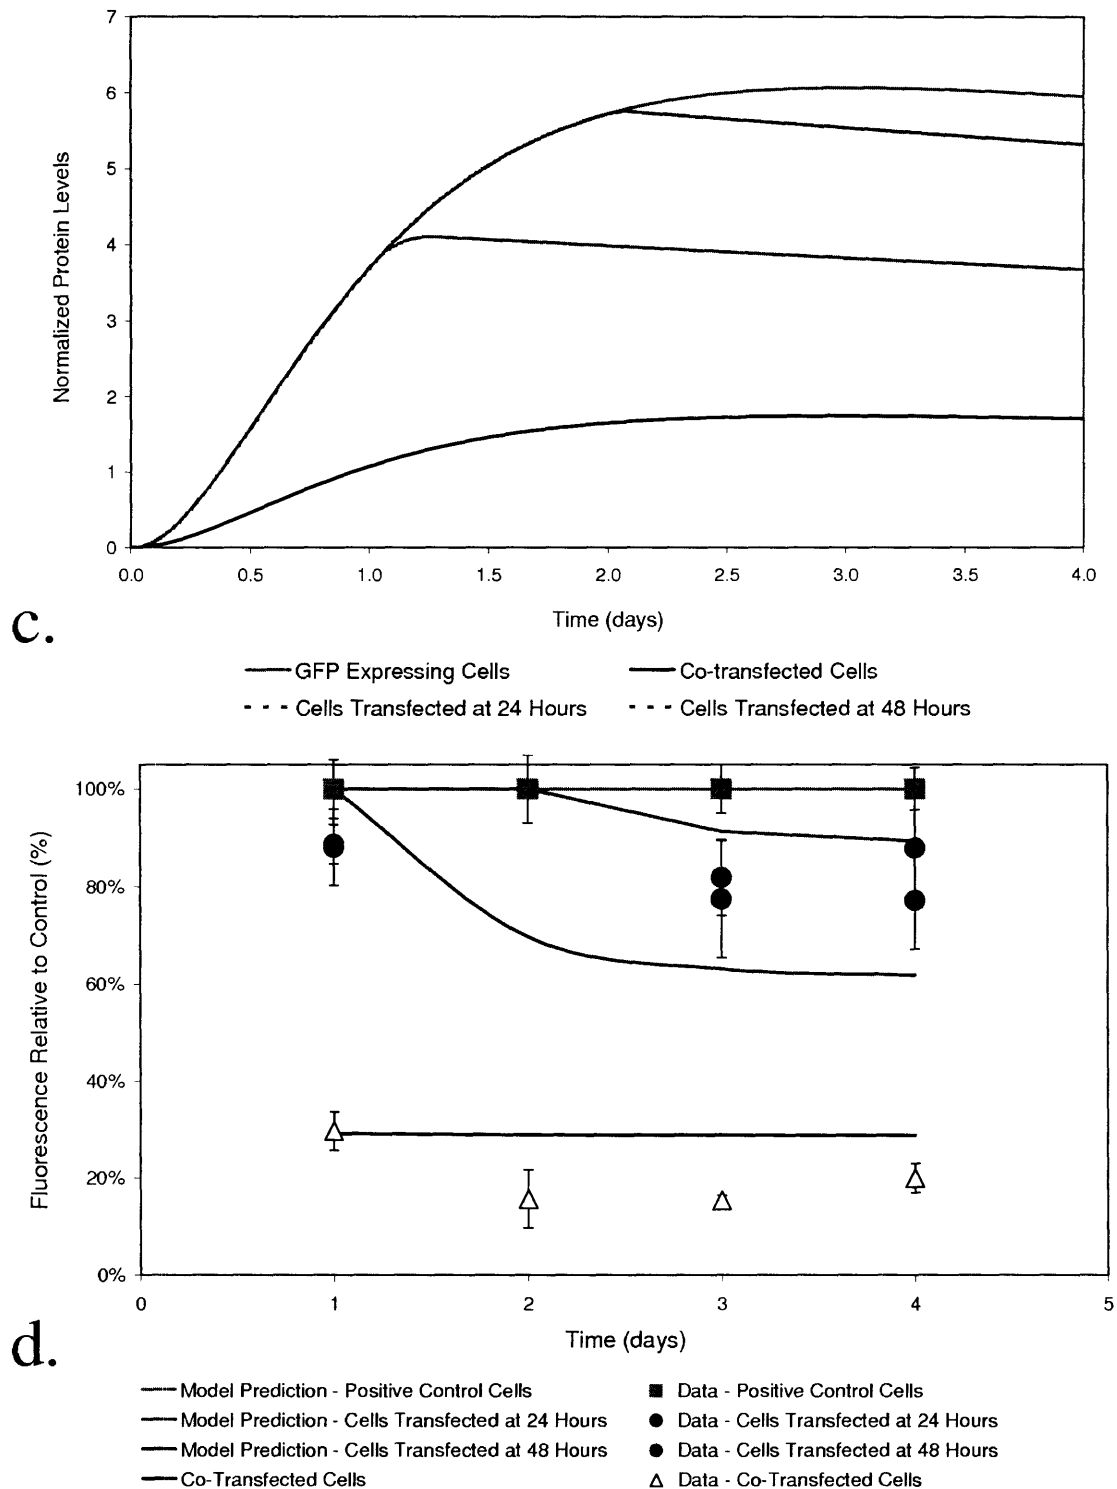 7
6
5
4
3
2
1
0
Normalized Protein Levels
0.0 0.5 1.0 1.5 2.0 2.5 3.0 3.5 4.0
Time (days)
c.
GFP Expressing Cells Co-transfected Cells
Cells Transfected at 24 Hours Cells Transfected at 48 Hours
100%
80%
60%
40%
20%
0%
Fluorescence Relative to Control (%)
0 1 2 3 4 5
Time (days)
d.
Model Prediction - Positive Control Cells Data - Positive Control Cells
Model Prediction - Cells Transfected at 24 Hours Data - Cells Transfected at 24 Hours
Model Prediction - Cells Transfected at 48 Hours Data - Cells Transfected at 48 Hours
Co-Transfected Cells Data - Co-Transfected Cells